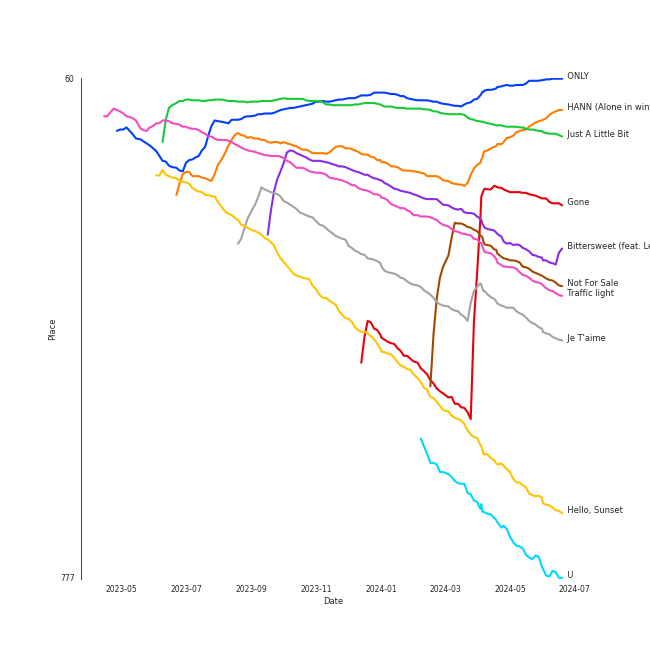 60
ONLY
HANN (Alone in win
Just A Little Bit
Gone
Bittersweet (feat. Le
Not For Sale
Traffic light
Je T'aime
Hello, Sunset
U
777
Place
2023-05 2023-07 2023-09 2023-11 2024-01 2024-03 2024-05 2024-07
Date